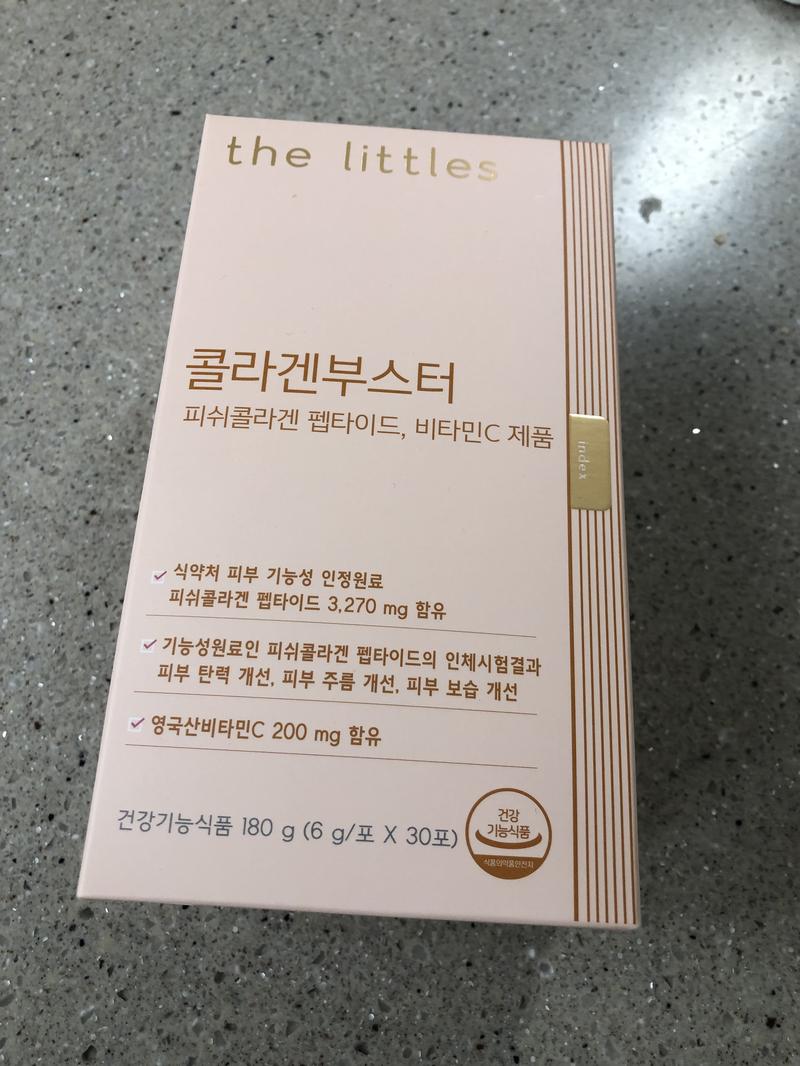 the littles
콜라겐부스터
피쉬콜라겐 펩타이드, 비타민C 제품
index
식약처 피부 기능성 인정원료
피쉬콜라겐 펩타이드 3,270 mg 함유
기능성원료인 피쉬콜라겐 펩타이드의 인체시험결과
피부 탄력 개선, 피부 주름 개선, 피부 보습 개선
영국산비타민C 200 mg 함유
건강기능식품 180 g (6 g/포 X 30포)
건강
기능식품
식품의약품안전처